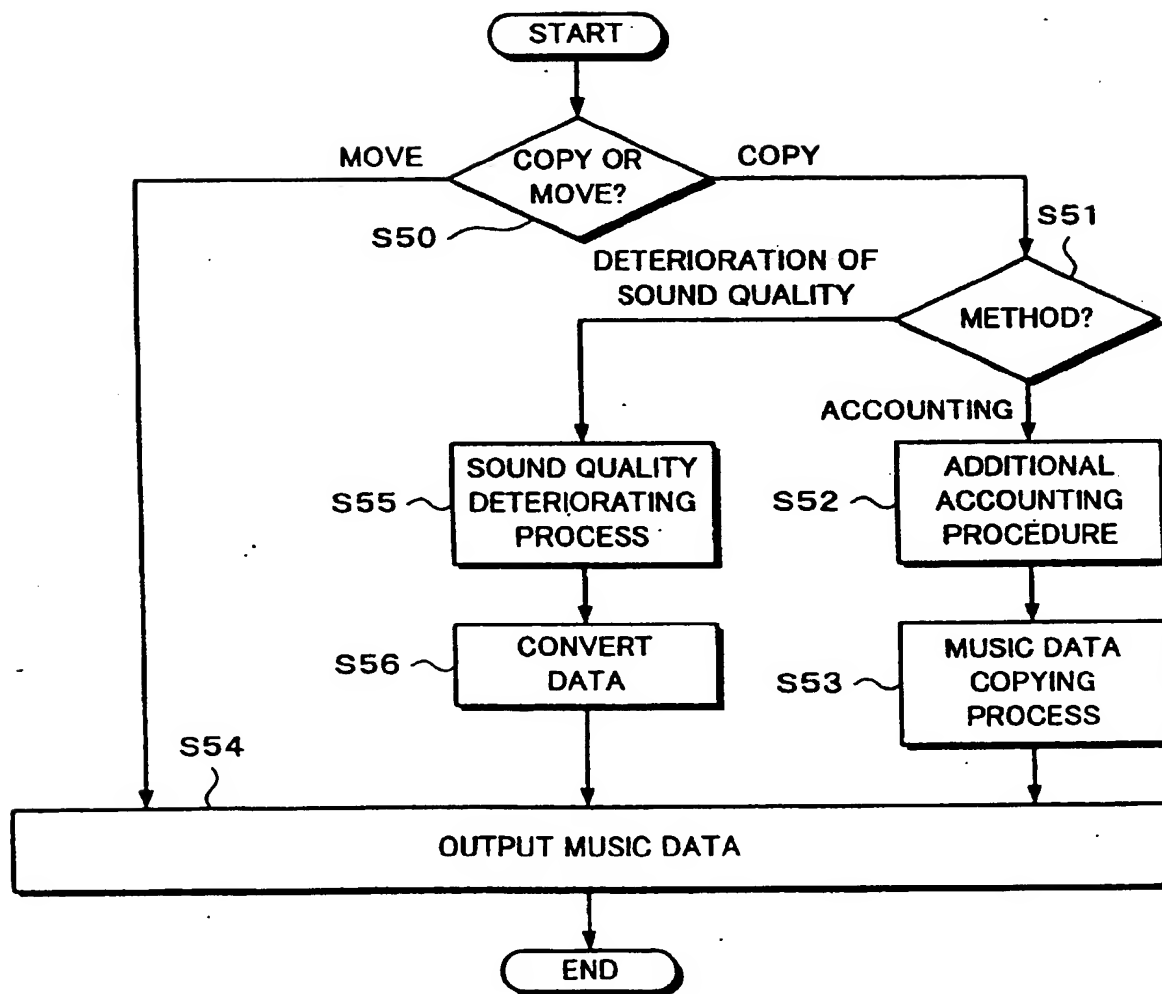 START
MOVE
COPY OR
MOVE?
COPY
S50
S51
DETERIORATION OF
SOUND QUALITY
METHOD?
ACCOUNTING
S55
SOUND QUALITY
DETERIORATING
PROCESS
S52
ADDITIONAL
ACCOUNTING
PROCEDURE
S56
CONVERT
DATA
S53
MUSIC DATA
COPYING
PROCESS
S54
OUTPUT MUSIC DATA
END